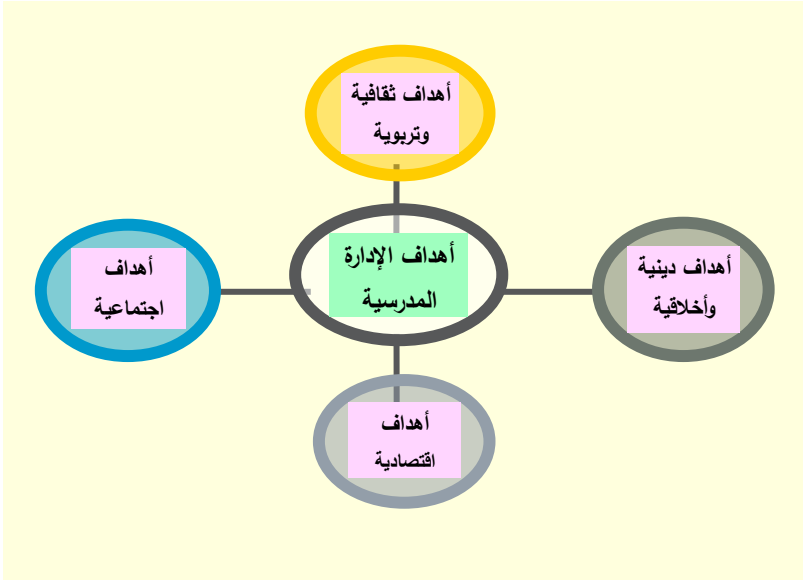 أهداف ثقافية
وتربوية
أهداف الإدارة
المدرسية
أهداف دينية
وأخلاقية
أهداف
اجتماعية
أهداف
اقتصادية